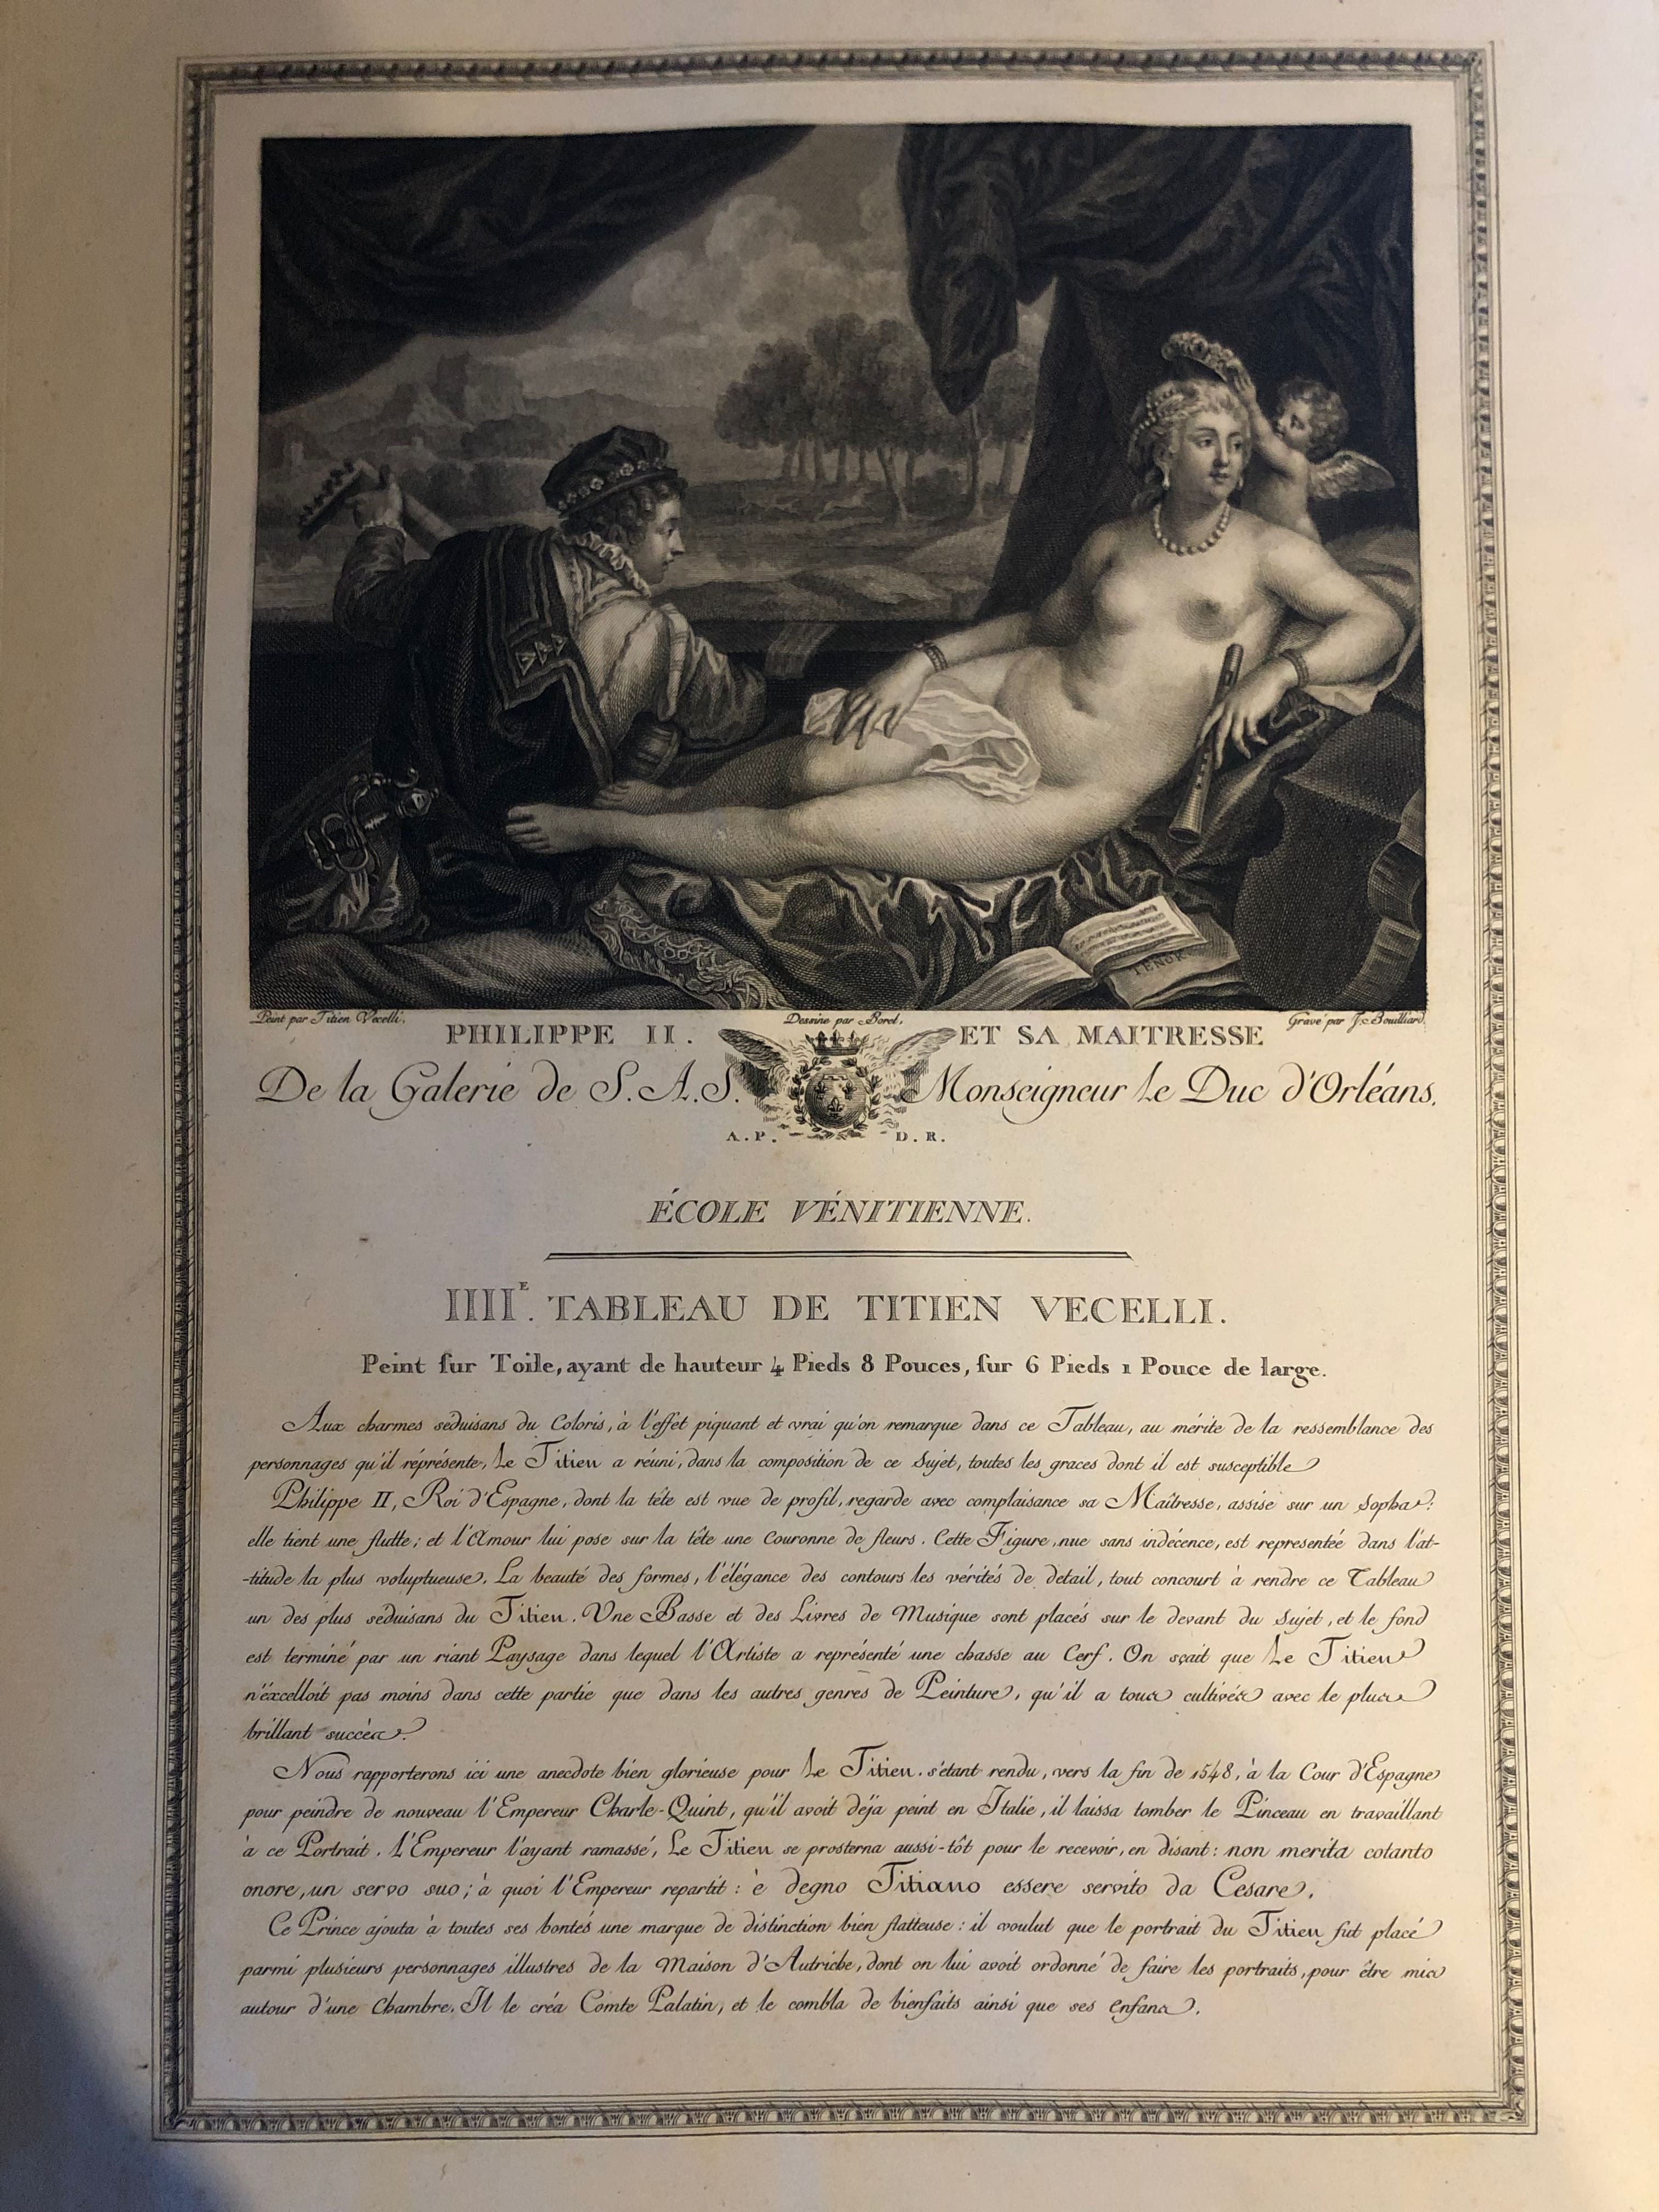 TENOR
Peint par Titien Vecelli.
Dessine par Borel.
Gravé par J. Bouilliard.
PHILIPPE II. ET SA MAITRESSE
De la Galerie de S. A. S. Monseigneur le Duc d'Orléans.
A. P. D. R.
ÉCOLE VÉNITIENNE.
IIIIE. TABLEAU DE TITIEN VECELLI.
Peint sur Toile, ayant de hauteur 4 Pieds 8 Pouces, sur 6 Pieds 1 Pouce de large.
Aux charmes séduisans du Coloris, à l'effet piquant et vrai qu'on remarque dans ce Tableau, au mérite de la ressemblance des
personnages qu'il réprésente, Le Titien a réuni, dans la composition de ce Sujet, toutes les graces dont il est susceptible
Philippe II, Roi d'Espagne, dont la tête est vue de profil, regarde avec complaisance sa Maîtresse, assise sur un Sopha:
elle tient une flutte; et l'Amour lui pose sur la tête une Couronne de fleurs. Cette Figure, nue sans indécence, est representée dans l'at-
-titude la plus voluptueuse. La beauté des formes, l'élégance des contours les vérités de détail, tout concourt à rendre ce Tableau
un des plus séduisans du Titien. Une Basse et des Livres de Musique sont placés sur le devant du Sujet, et le fond
est terminé par un riant Paysage dans lequel l'Artiste a représenté une chasse au Cerf. On sçait que Le Titien
n'éxcelloit pas moins dans cette partie que dans les autres genres de Peinture, qu'il a tous cultivés avec le plus
brillant succès.
Nous rapporterons ici une anecdote bien glorieuse pour Le Titien. s'étant rendu, vers la fin de 1548, à la Cour d'Espagne
pour peindre de nouveau l'Empereur Charle-Quint, qu'il avoit déja peint en Italie, il laissa tomber le Pinceau en travaillant
à ce Portrait. L'Empereur l'ayant ramassé, Le Titien se prosterna aussi-tôt pour le recevoir, en disant: non merita cotanto
onore, un servo suo; à quoi l'Empereur repartit: è degno Titiano essere servito da Cesare.
Ce Prince ajouta à toutes ses bontés une marque de distinction bien flatteuse: il voulut que le portrait du Titien fut placé
parmi plusieurs personnages illustres de la Maison d'Autriche, dont on lui avoit ordonné de faire les portraits, pour être mis
autour d'une Chambre. Il le créa Comte Palatin, et le combla de bienfaits ainsi que ses Enfans.